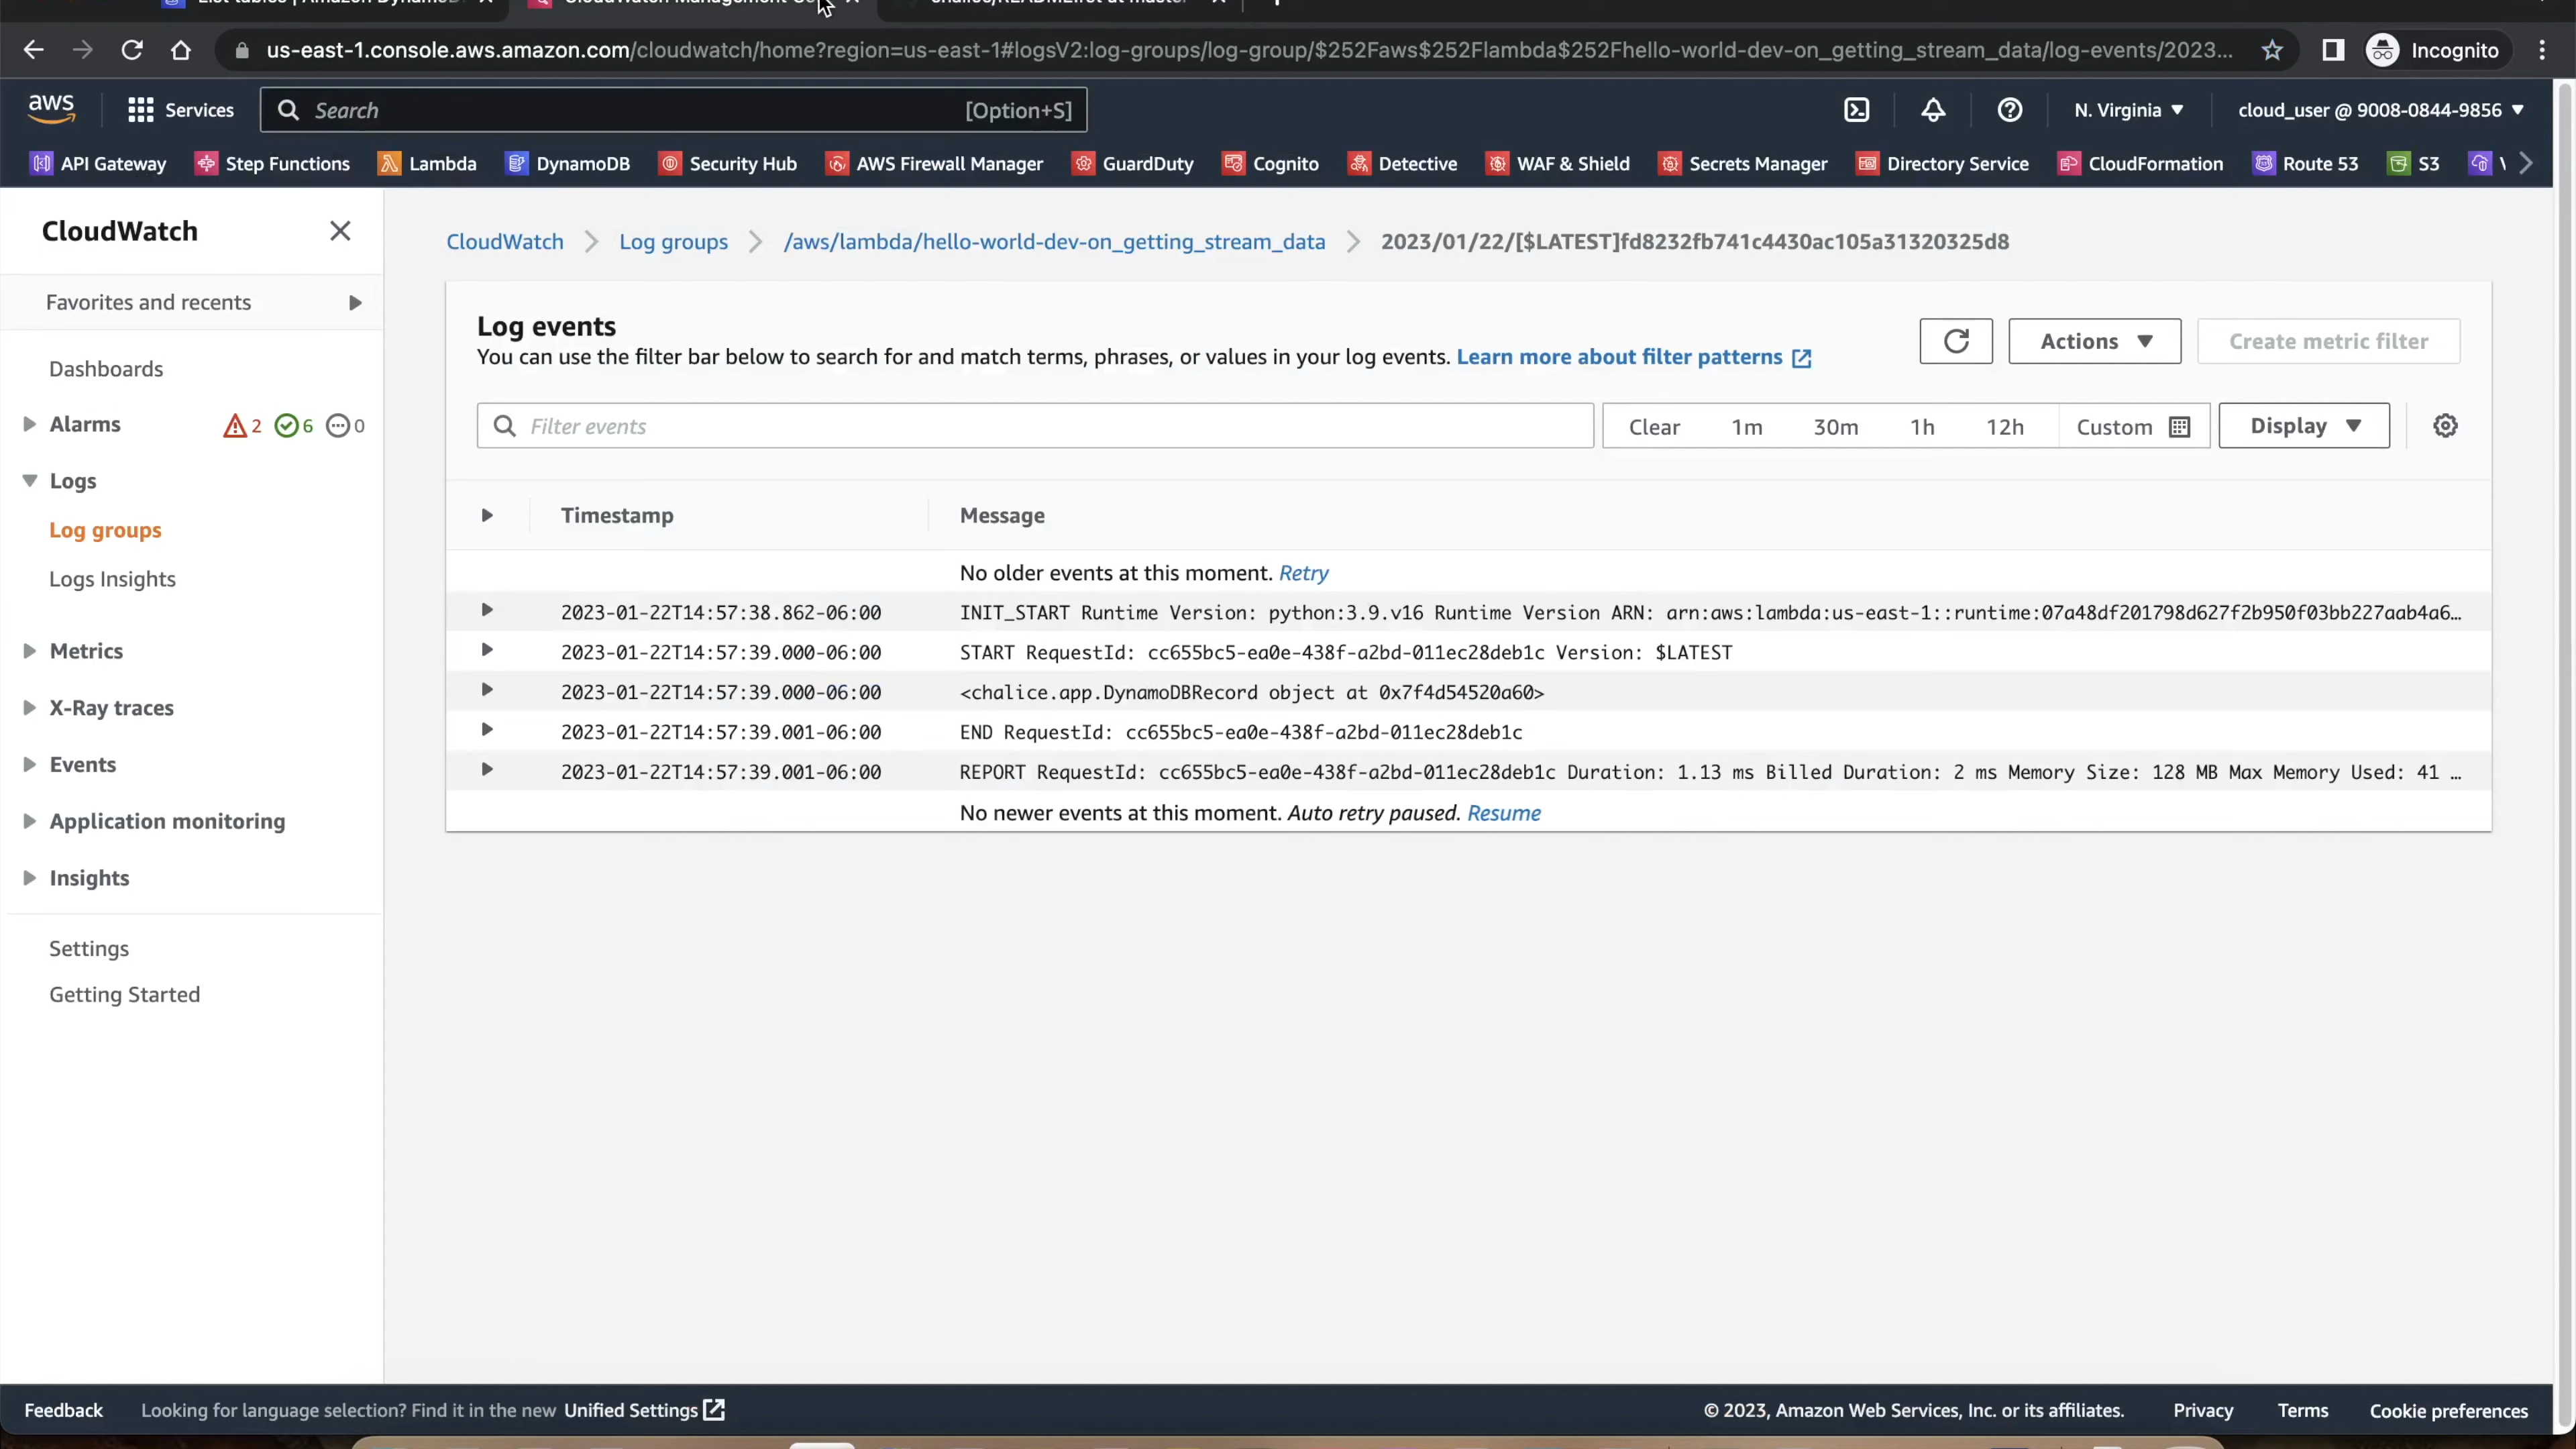 us-east-1.console.aws.amazon.com/cloudwatch/home?region=us-east-1#logsV2:log-groups/log-group/$252Faws$252Flambda$252Fhello-world-dev-on_getting_stream_data/log-events/2023...
Incognito
aws
Services
Search
[Option+S]
N. Virginia
cloud_user @ 9008-0844-9856
API Gateway
Step Functions
Lambda
DynamoDB
Security Hub
AWS Firewall Manager
GuardDuty
Cognito
Detective
WAF & Shield
Secrets Manager
Directory Service
CloudFormation
Route 53
S3
CloudWatch
Favorites and recents
Dashboards
Alarms 2 6 0
Logs
Log groups
Logs Insights
Metrics
X-Ray traces
Events
Application monitoring
Insights
Settings
Getting Started
CloudWatch
Log groups
/aws/lambda/hello-world-dev-on_getting_stream_data
2023/01/22/[$LATEST]fd8232fb741c4430ac105a31320325d8
Log events
You can use the filter bar below to search for and match terms, phrases, or values in your log events. Learn more about filter patterns
Actions
Create metric filter
Filter events
Clear
1m
30m
1h
12h
Custom
Display
Timestamp
Message
No older events at this moment. Retry
2023-01-22T14:57:38.862-06:00 INIT_START Runtime Version: python:3.9.v16 Runtime Version ARN: arn:aws:lambda:us-east-1::runtime:07a48df201798d627f2b950f03bb227aab4a6…
2023-01-22T14:57:39.000-06:00 START RequestId: cc655bc5-ea0e-438f-a2bd-011ec28deb1c Version: $LATEST
2023-01-22T14:57:39.000-06:00 <chalice.app.DynamoDBRecord object at 0x7f4d54520a60>
2023-01-22T14:57:39.001-06:00 END RequestId: cc655bc5-ea0e-438f-a2bd-011ec28deb1c
2023-01-22T14:57:39.001-06:00 REPORT RequestId: cc655bc5-ea0e-438f-a2bd-011ec28deb1c Duration: 1.13 ms Billed Duration: 2 ms Memory Size: 128 MB Max Memory Used: 41 …
No newer events at this moment. Auto retry paused. Resume
Feedback
Looking for language selection? Find it in the new Unified Settings
© 2023, Amazon Web Services, Inc. or its affiliates.
Privacy
Terms
Cookie preferences